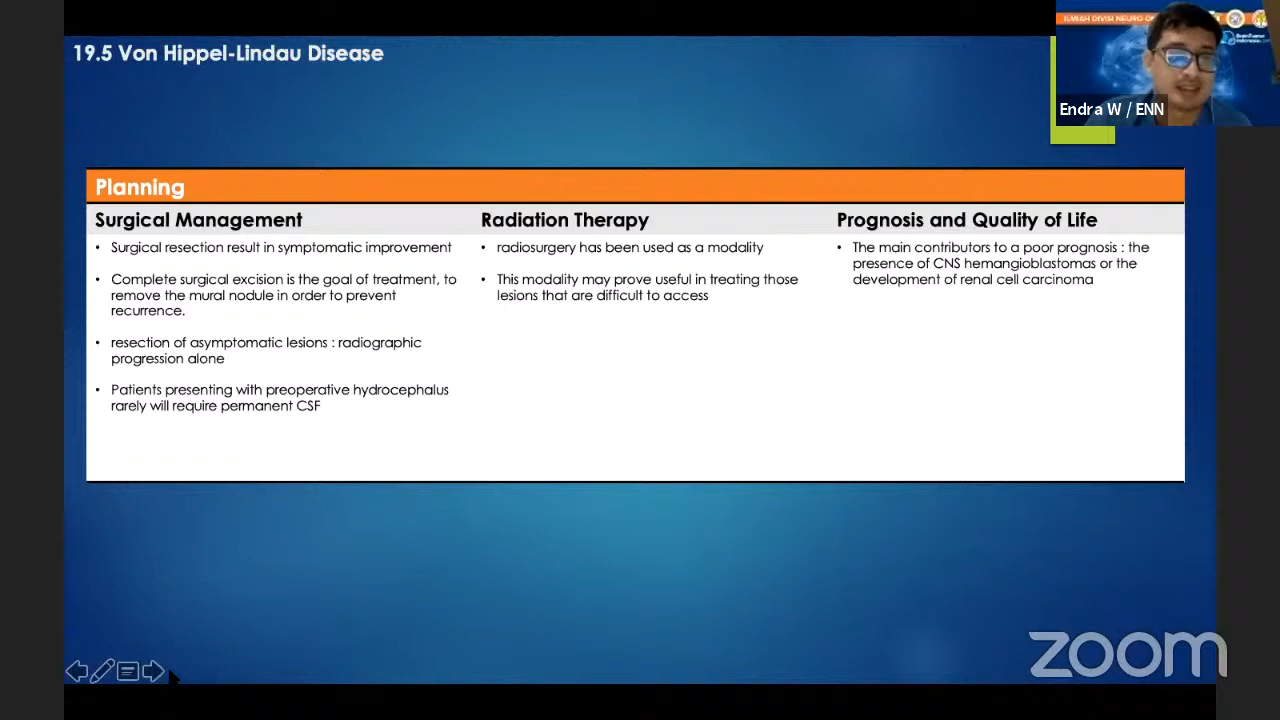 19.5 Von Hippel-Lindau Disease
ILMIAH DIVISI NEURO
Endra W / ENN
Planning
Surgical Management
• Surgical resection result in symptomatic improvement
• Complete surgical excision is the goal of treatment, to
remove the mural nodule in order to prevent
recurrence.
• resection of asymptomatic lesions : radiographic
progression alone
• Patients presenting with preoperative hydrocephalus
rarely will require permanent CSF
Radiation Therapy
• radiosurgery has been used as a modality
• This modality may prove useful in treating those
lesions that are difficult to access
Prognosis and Quality of Life
• The main contributors to a poor prognosis : the
presence of CNS hemangioblastomas or the
development of renal cell carcinoma
zoom